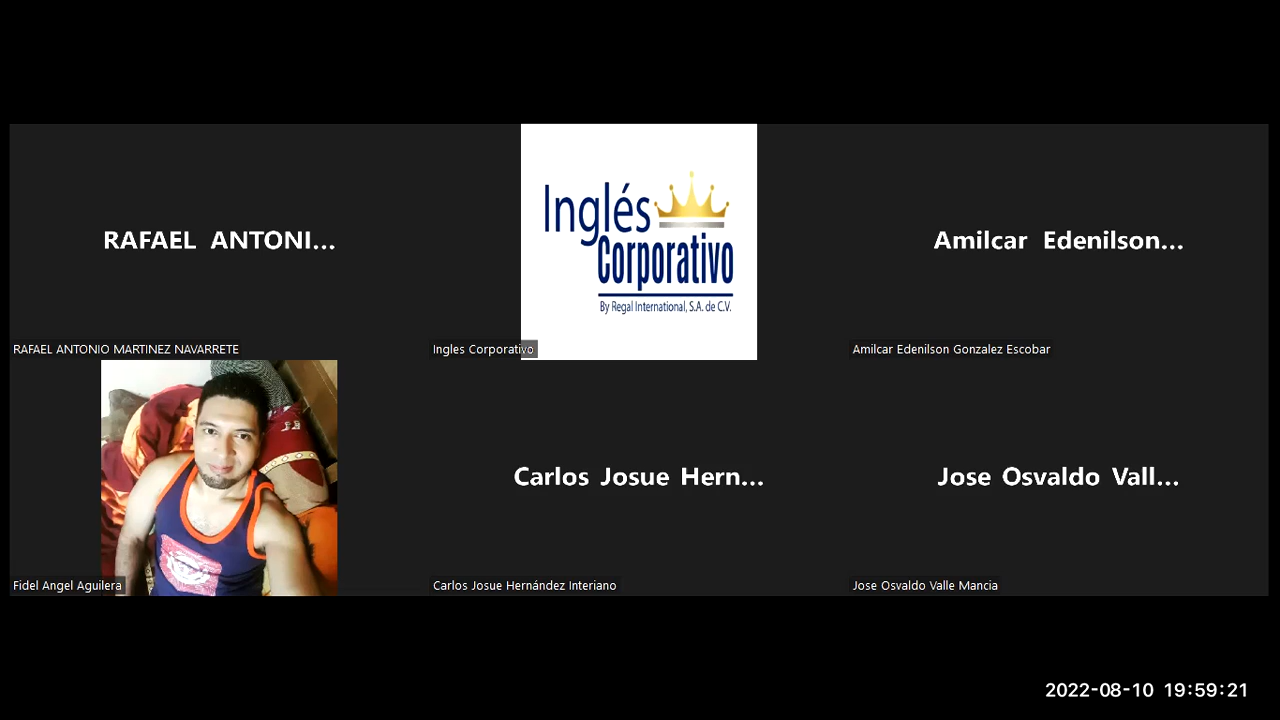 RAFAEL ANTONI...
RAFAEL ANTONIO MARTINEZ NAVARRETE
Inglés
Corporativo
By Regal International, S.A. de C.V.
Ingles Corporativo
Amilcar Edenilson...
Amilcar Edenilson Gonzalez Escobar
Fidel Angel Aguilera
Carlos Josue Hern...
Carlos Josue Hernández Interiano
Jose Osvaldo Vall...
Jose Osvaldo Valle Mancia
2022-08-10 19:59:21